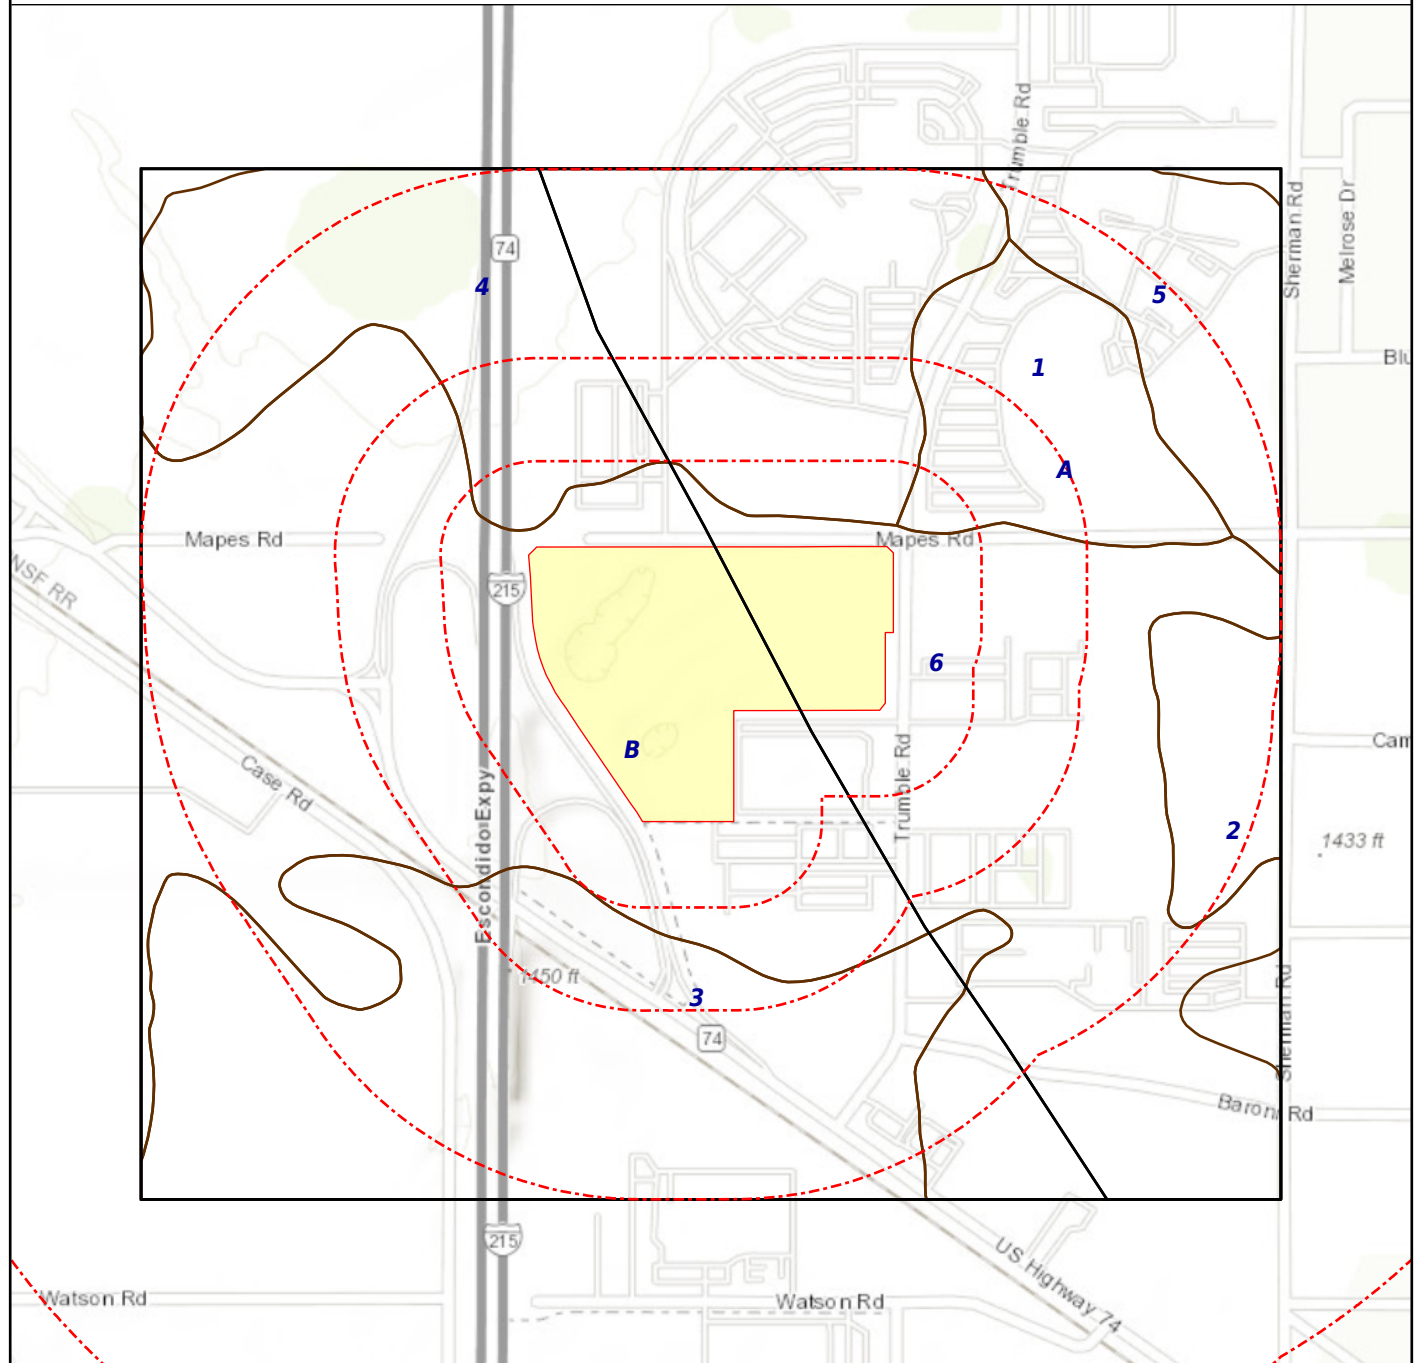 Trumble Rd
Sherman Rd
Melrose Dr
74
4
5
1
Blu
A
Mapes Rd
Mapes Rd
NSF RR
215
6
B
Cam
Case Rd
Trumble Rd
Escondido Expy
2
1433 ft
1450 ft
3
74
Sherman Rd
Baroni Rd
215
US Highway 74
Watson Rd
Watson Rd